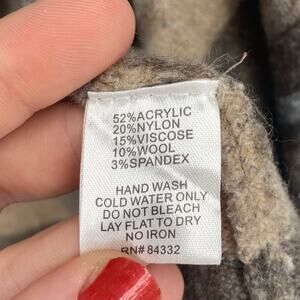 52%ACRYLIC
20%NYLON
15%VISCOSE
10%WOOL
3%SPANDEX
HAND WASH
COLD WATER ONLY
DO NOT BLEACH
LAY FLAT TO DRY
NO IRON
RN# 84332